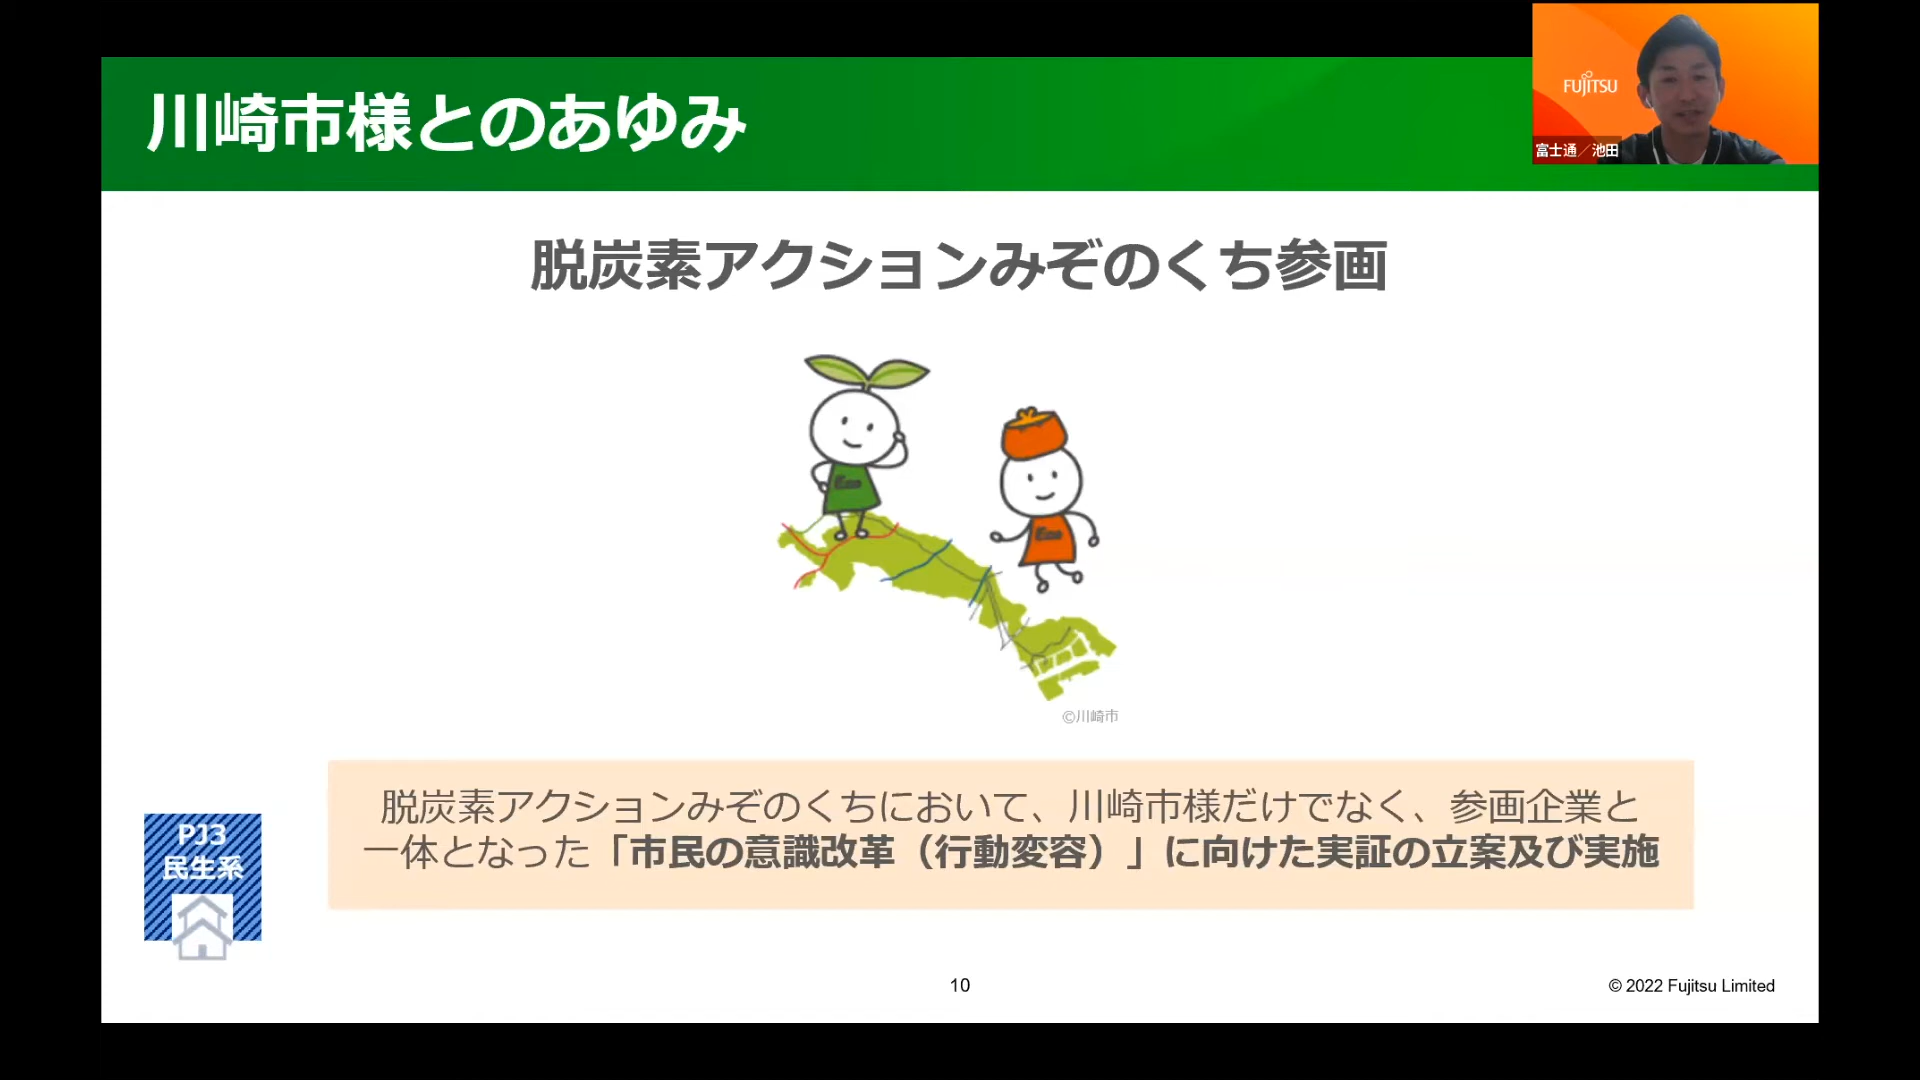 川崎市様とのあゆみ
FUJITSU
富士通／池田
脱炭素アクションみぞのくち参画
Eco
Eco
©川崎市
脱炭素アクションみぞのくちにおいて、川崎市様だけでなく、参画企業と
一体となった「市民の意識改革（行動変容）」に向けた実証の立案及び実施
PJ3
民生系
10
© 2022 Fujitsu Limited